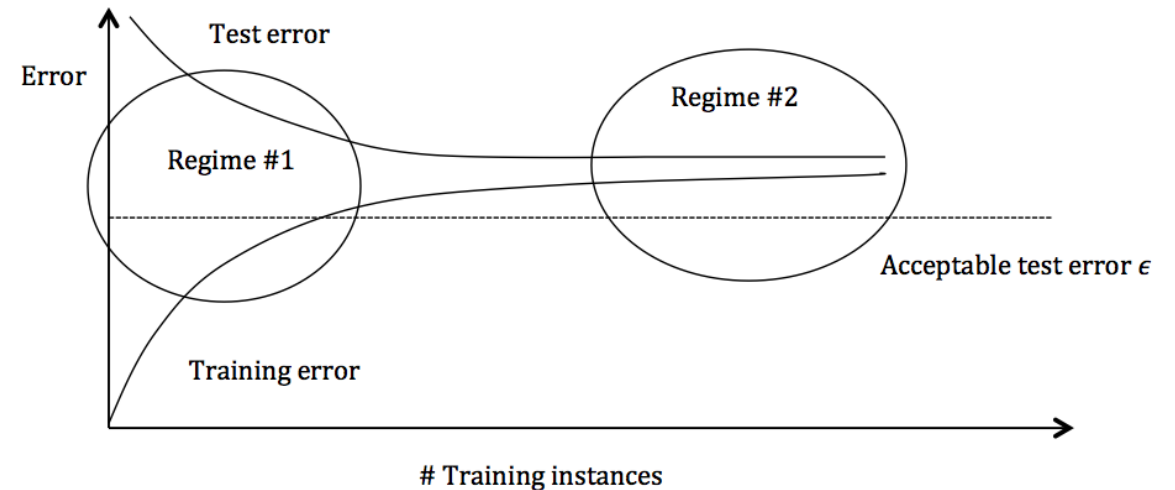 Test error
Error
Regime #2
Regime #1
Acceptable test error ϵ
Training error
# Training instances